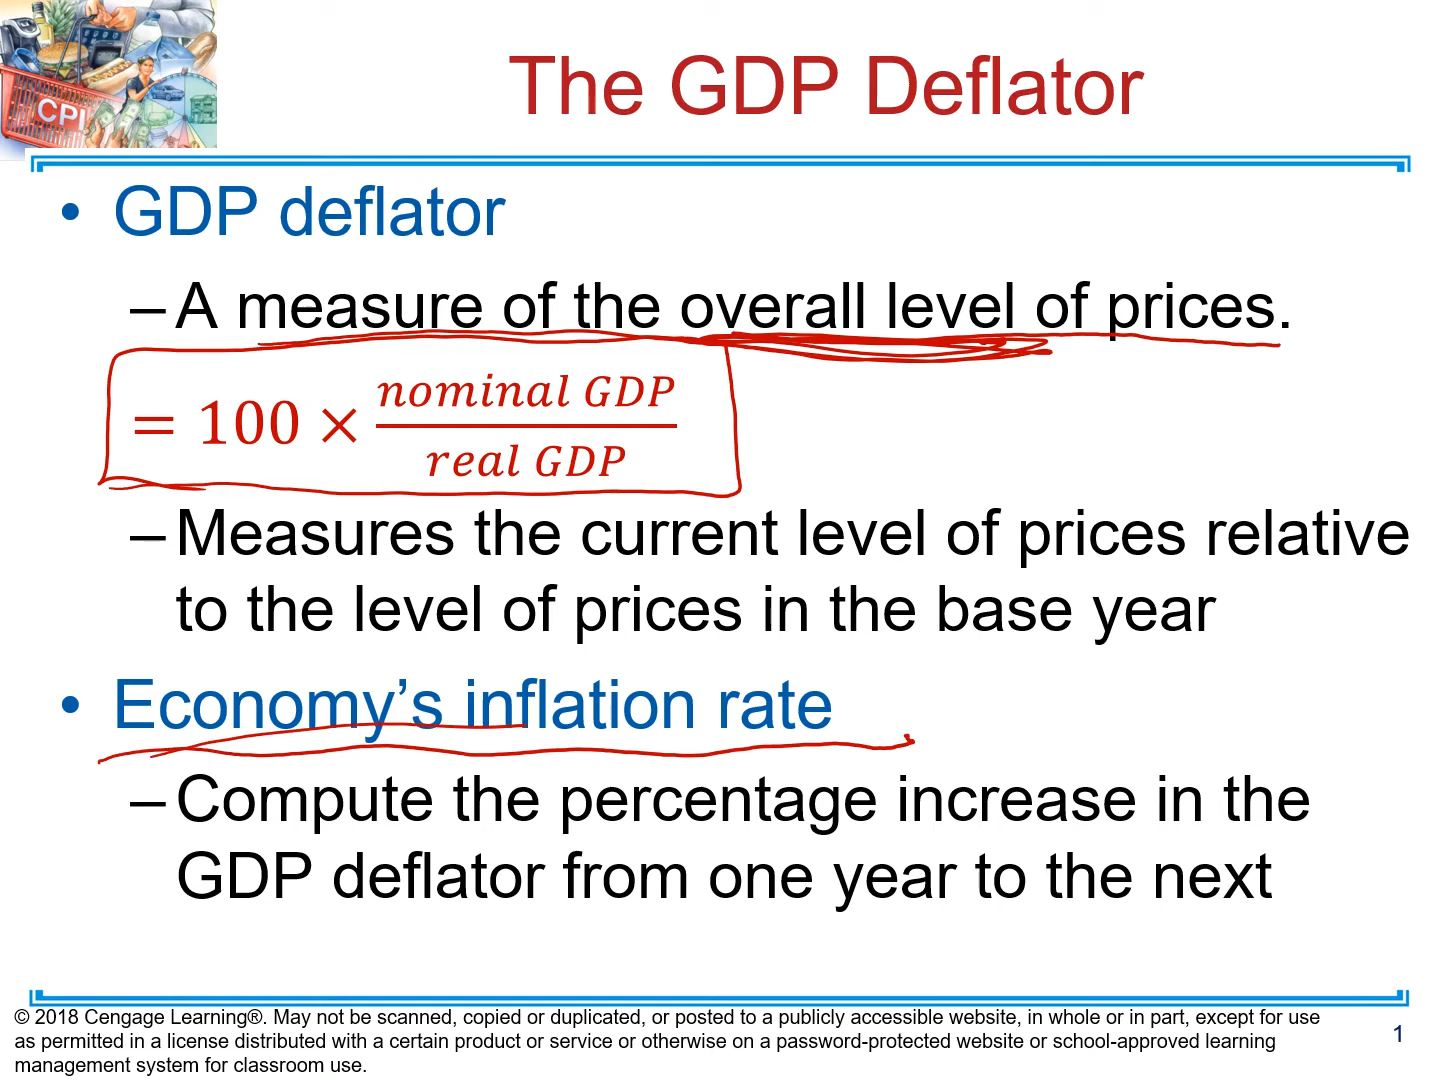 CPI
The GDP Deflator
• GDP deflator
– A measure of the overall level of prices.
= 100 × nominal GDP / real GDP
– Measures the current level of prices relative
to the level of prices in the base year
• Economy’s inflation rate
– Compute the percentage increase in the
GDP deflator from one year to the next
© 2018 Cengage Learning®. May not be scanned, copied or duplicated, or posted to a publicly accessible website, in whole or in part, except for use
as permitted in a license distributed with a certain product or service or otherwise on a password-protected website or school-approved learning
management system for classroom use.
1